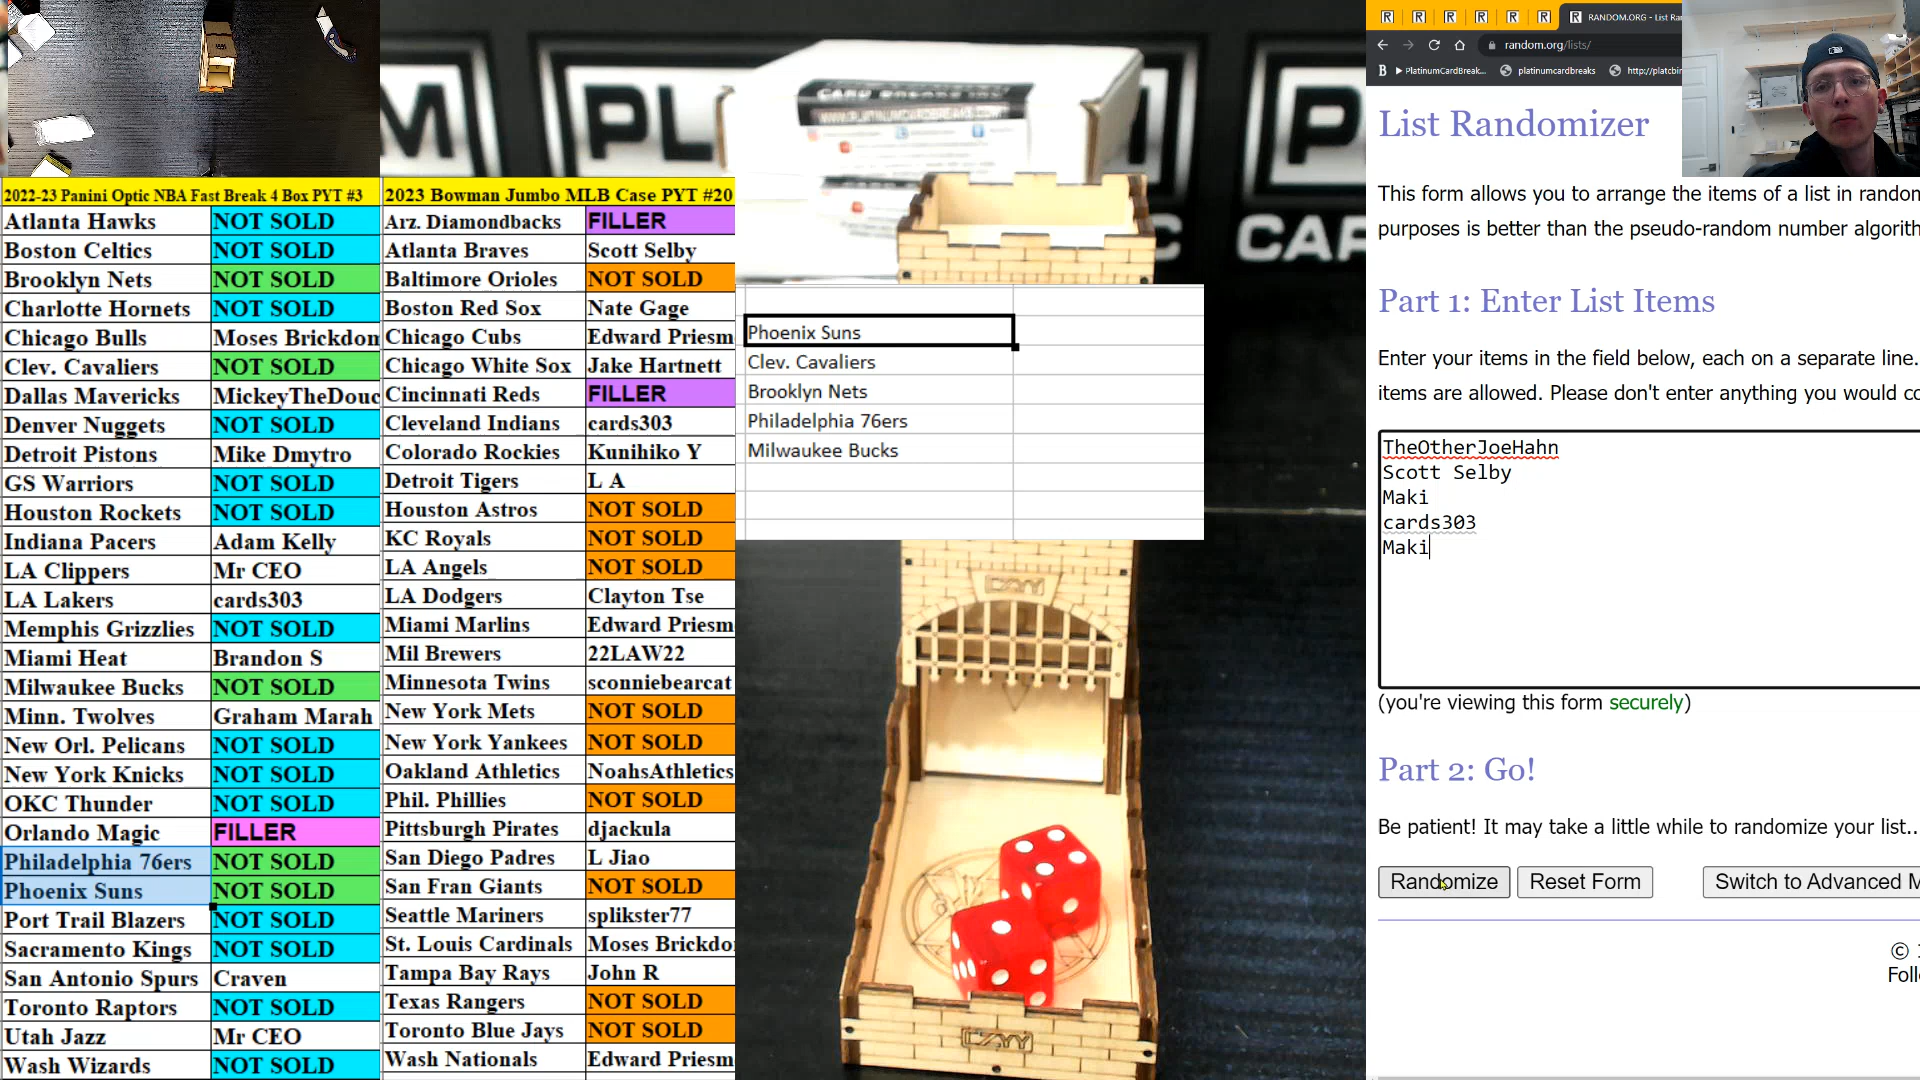 2022-23 Panini Optic NBA Fast Break 4 Box PYT #3
Atlanta Hawks NOT SOLD
Boston Celtics NOT SOLD
Brooklyn Nets NOT SOLD
Charlotte Hornets NOT SOLD
Chicago Bulls Moses Brickdom
Clev. Cavaliers NOT SOLD
Dallas Mavericks MickeyTheDouc
Denver Nuggets NOT SOLD
Detroit Pistons Mike Dmytro
GS Warriors NOT SOLD
Houston Rockets NOT SOLD
Indiana Pacers Adam Kelly
LA Clippers Mr CEO
LA Lakers cards303
Memphis Grizzlies NOT SOLD
Miami Heat Brandon S
Milwaukee Bucks NOT SOLD
Minn. Twolves Graham Marah
New Orl. Pelicans NOT SOLD
New York Knicks NOT SOLD
OKC Thunder NOT SOLD
Orlando Magic FILLER
Philadelphia 76ers NOT SOLD
Phoenix Suns NOT SOLD
Port Trail Blazers NOT SOLD
Sacramento Kings NOT SOLD
San Antonio Spurs Craven
Toronto Raptors NOT SOLD
Utah Jazz Mr CEO
Wash Wizards NOT SOLD
2023 Bowman Jumbo MLB Case PYT #20
Arz. Diamondbacks FILLER
Atlanta Braves Scott Selby
Baltimore Orioles NOT SOLD
Boston Red Sox Nate Gage
Chicago Cubs Edward Priesm
Chicago White Sox Jake Hartnett
Cincinnati Reds FILLER
Cleveland Indians cards303
Colorado Rockies Kunihiko Y
Detroit Tigers L A
Houston Astros NOT SOLD
KC Royals NOT SOLD
LA Angels NOT SOLD
LA Dodgers Clayton Tse
Miami Marlins Edward Priesm
Mil Brewers 22LAW22
Minnesota Twins sconniebearcat
New York Mets NOT SOLD
New York Yankees NOT SOLD
Oakland Athletics NoahsAthletics
Phil. Phillies NOT SOLD
Pittsburgh Pirates djackula
San Diego Padres L Jiao
San Fran Giants NOT SOLD
Seattle Mariners splikster77
St. Louis Cardinals Moses Brickdo
Tampa Bay Rays John R
Texas Rangers NOT SOLD
Toronto Blue Jays NOT SOLD
Wash Nationals Edward Priesm
M PL PL
C CAR
Phoenix Suns
Clev. Cavaliers
Brooklyn Nets
Philadelphia 76ers
Milwaukee Bucks
CZYY
CZYY
RANDOM.ORG - List Ra
random.org/lists/
PlatinumCardBreak... platinumcardbreaks http://platcbi
List Randomizer
This form allows you to arrange the items of a list in random
purposes is better than the pseudo-random number algorith
Part 1: Enter List Items
Enter your items in the field below, each on a separate line.
items are allowed. Please don't enter anything you would co
TheOtherJoeHahn
Scott Selby
Maki
cards303
Maki
(you're viewing this form securely)
Part 2: Go!
Be patient! It may take a little while to randomize your list..
Randomize Reset Form Switch to Advanced M
©
Foll